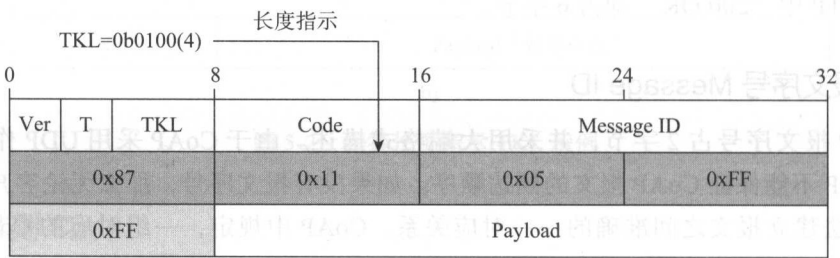 长度指示
TKL=0b0100(4)
0 8 16 24 32
Ver T TKL Code Message ID
0x87 0x11 0x05 0xFF
0xFF Payload